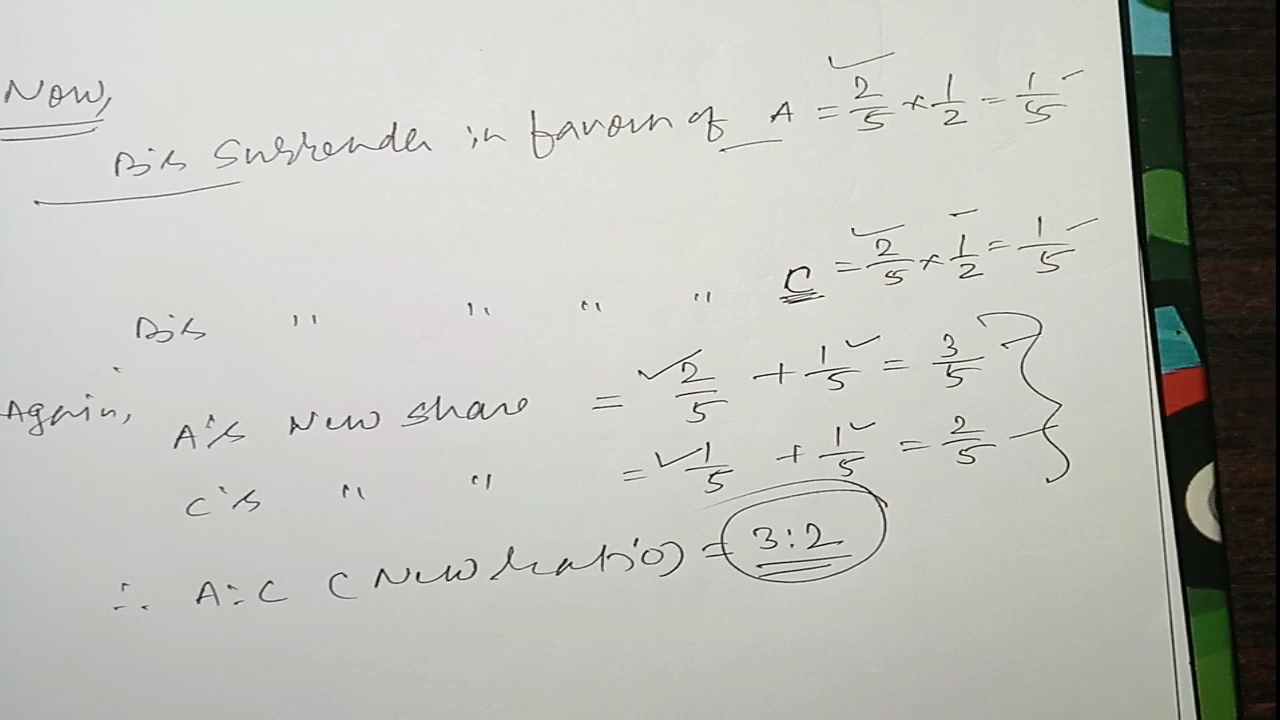 Now,
B's surrender in favour of A = 2/5 × 1/2 = 1/5
B's " " " " C = 2/5 × 1/2 = 1/5
Again, A's New share = 2/5 + 1/5 = 3/5
C's " " = 1/5 + 1/5 = 2/5
∴ A:C (New ratio) = 3:2